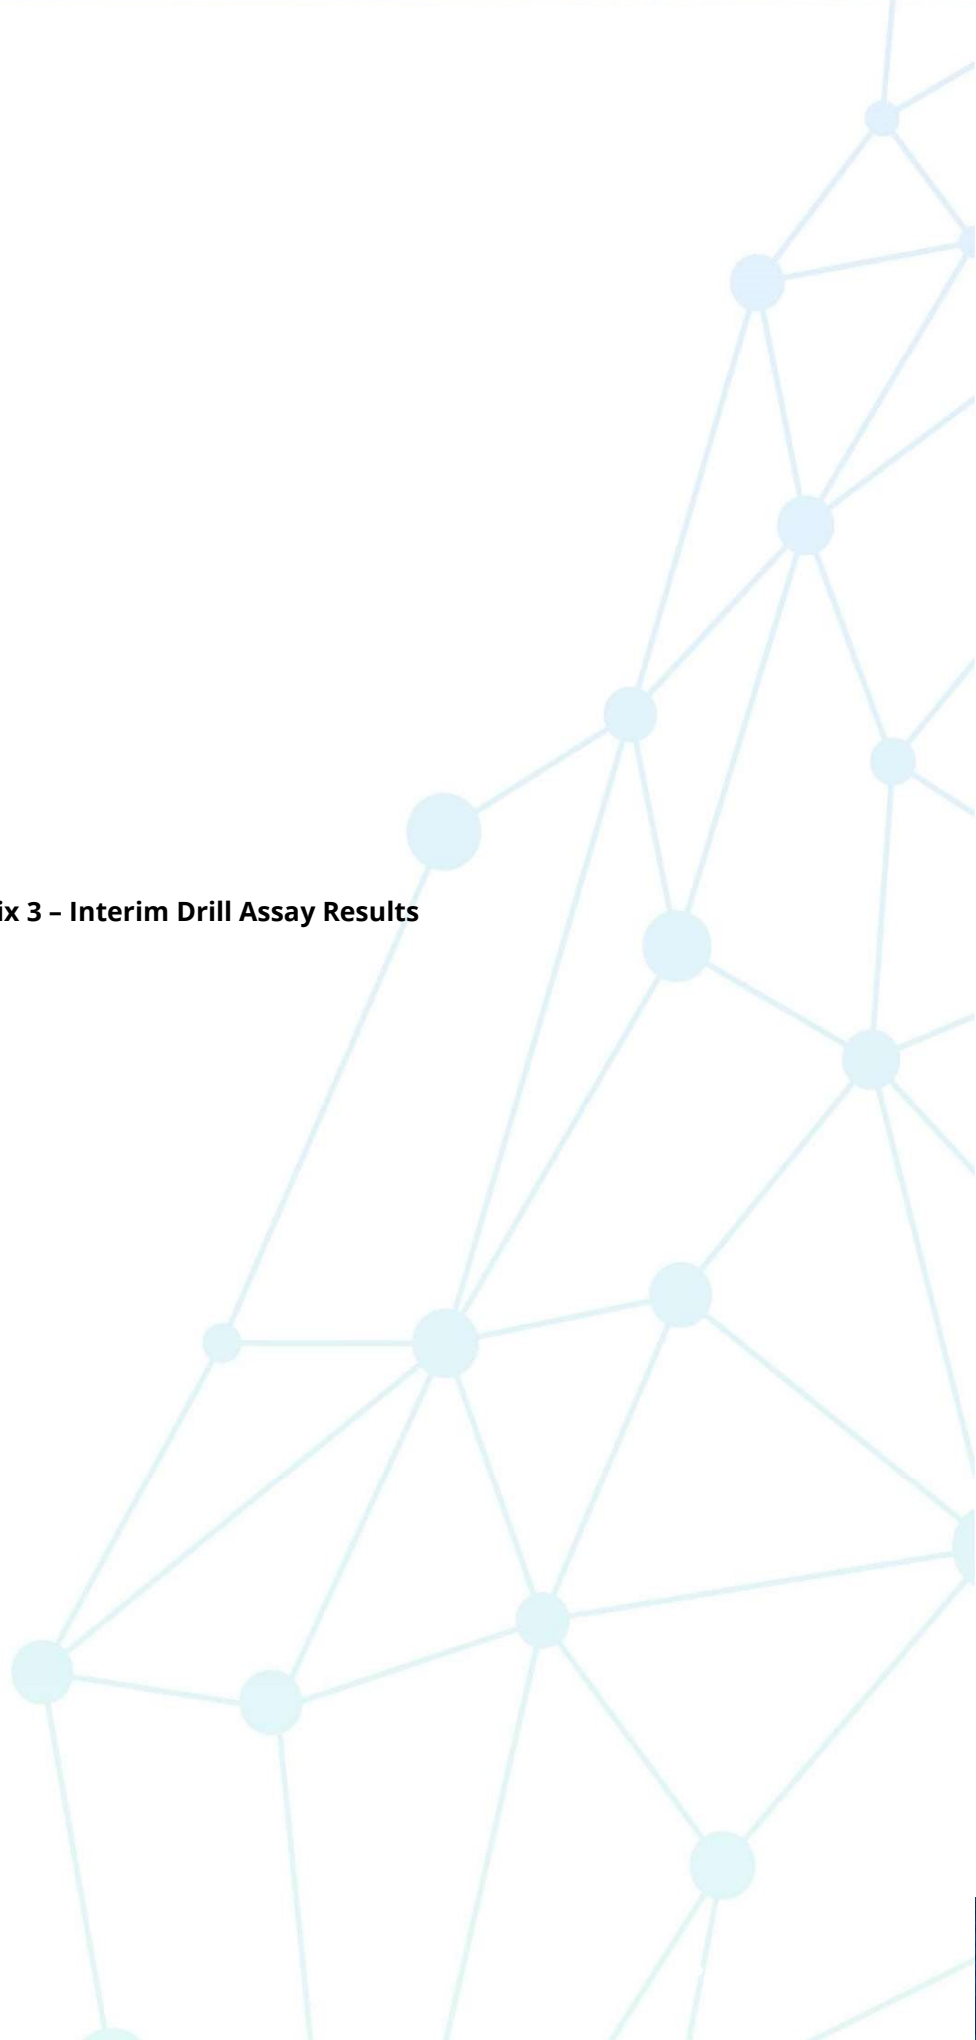 ix 3 – Interim Drill Assay Results